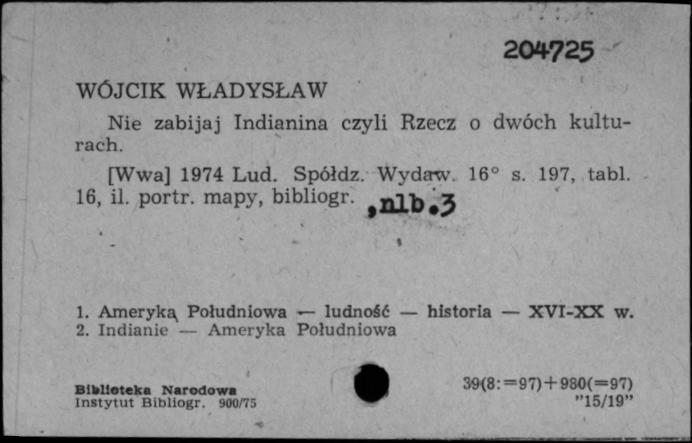 204725
WÓJCIK WŁADYSŁAW
Nie zabijaj Indianina czyli Rzecz o dwóch kultu-
rach.
[Wwa] 1974 Lud. Spółdz. Wydaw. 16° s. 197, tabl.
16, il. portr. mapy, bibliogr. ,nlb.3
1. Ameryka Południowa — ludność — historia — XVI-XX w.
2. Indianie — Ameryka Południowa
Biblioteka Narodowa
Instytut Bibliogr. 900/75
39(8:=97)+980(=97)
"15/19"